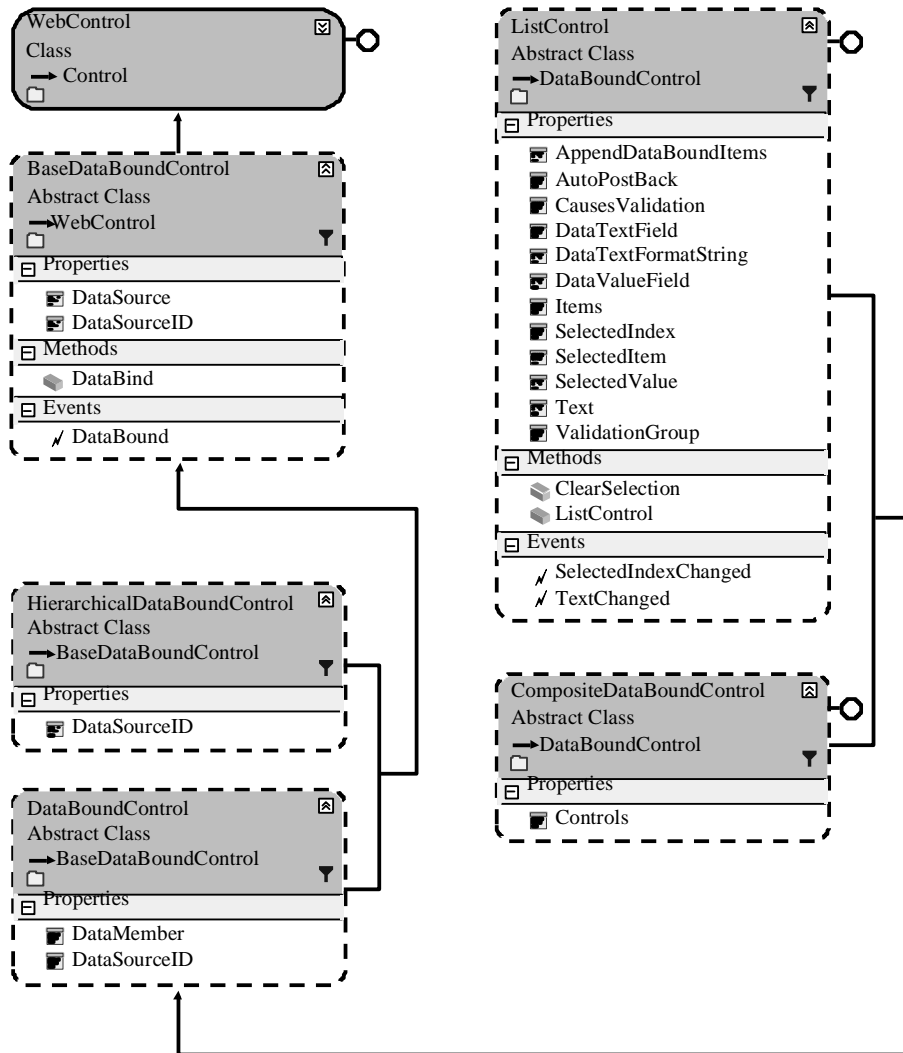 WebControl
Class
Control
BaseDataBoundControl
Abstract Class
WebControl
Properties
DataSource
DataSourceID
Methods
DataBind
Events
DataBound
HierarchicalDataBoundControl
Abstract Class
BaseDataBoundControl
Properties
DataSourceID
DataBoundControl
Abstract Class
BaseDataBoundControl
Properties
DataMember
DataSourceID
ListControl
Abstract Class
DataBoundControl
Properties
AppendDataBoundItems
AutoPostBack
CausesValidation
DataTextField
DataTextFormatString
DataValueField
Items
SelectedIndex
SelectedItem
SelectedValue
Text
ValidationGroup
Methods
ClearSelection
ListControl
Events
SelectedIndexChanged
TextChanged
CompositeDataBoundControl
Abstract Class
DataBoundControl
Properties
Controls